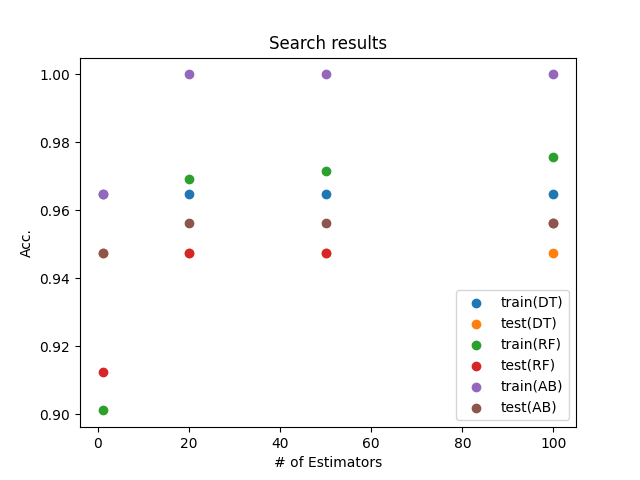 Search results
Acc.
1.00
0.98
0.96
0.94
0.92
0.90
0
20
40
60
80
100
# of Estimators
train(DT)
test(DT)
train(RF)
test(RF)
train(AB)
test(AB)